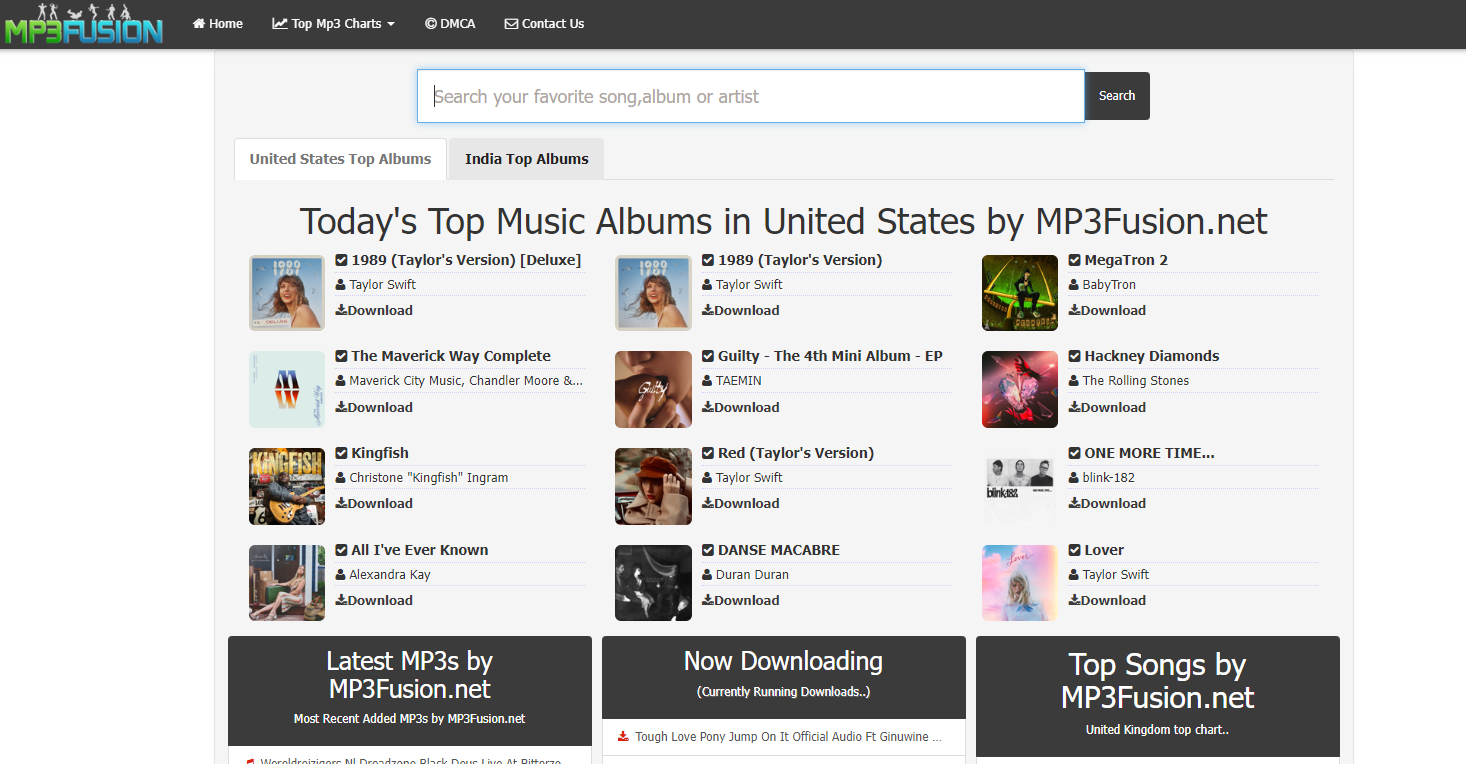 MP3FUSION
Home
Top Mp3 Charts
DMCA
Contact Us
Search your favorite song,album or artist
Search
United States Top Albums
India Top Albums
Today's Top Music Albums in United States by MP3Fusion.net
1989 (Taylor's Version) [Deluxe]
Taylor Swift
Download
1989 (Taylor's Version)
Taylor Swift
Download
MegaTron 2
BabyTron
Download
The Maverick Way Complete
Maverick City Music, Chandler Moore &...
Download
Guilty
Guilty - The 4th Mini Album - EP
TAEMIN
Download
Hackney Diamonds
The Rolling Stones
Download
KINGFISH
Kingfish
Christone "Kingfish" Ingram
Download
Red (Taylor's Version)
Taylor Swift
Download
blink-182
ONE MORE TIME...
blink-182
Download
All I've Ever Known
Alexandra Kay
Download
DANSE MACABRE
Duran Duran
Download
Lover
Lover
Taylor Swift
Download
Latest MP3s by
MP3Fusion.net
Most Recent Added MP3s by MP3Fusion.net
Now Downloading
(Currently Running Downloads..)
Tough Love Pony Jump On It Official Audio Ft Ginuwine ...
Top Songs by
MP3Fusion.net
United Kingdom top chart..